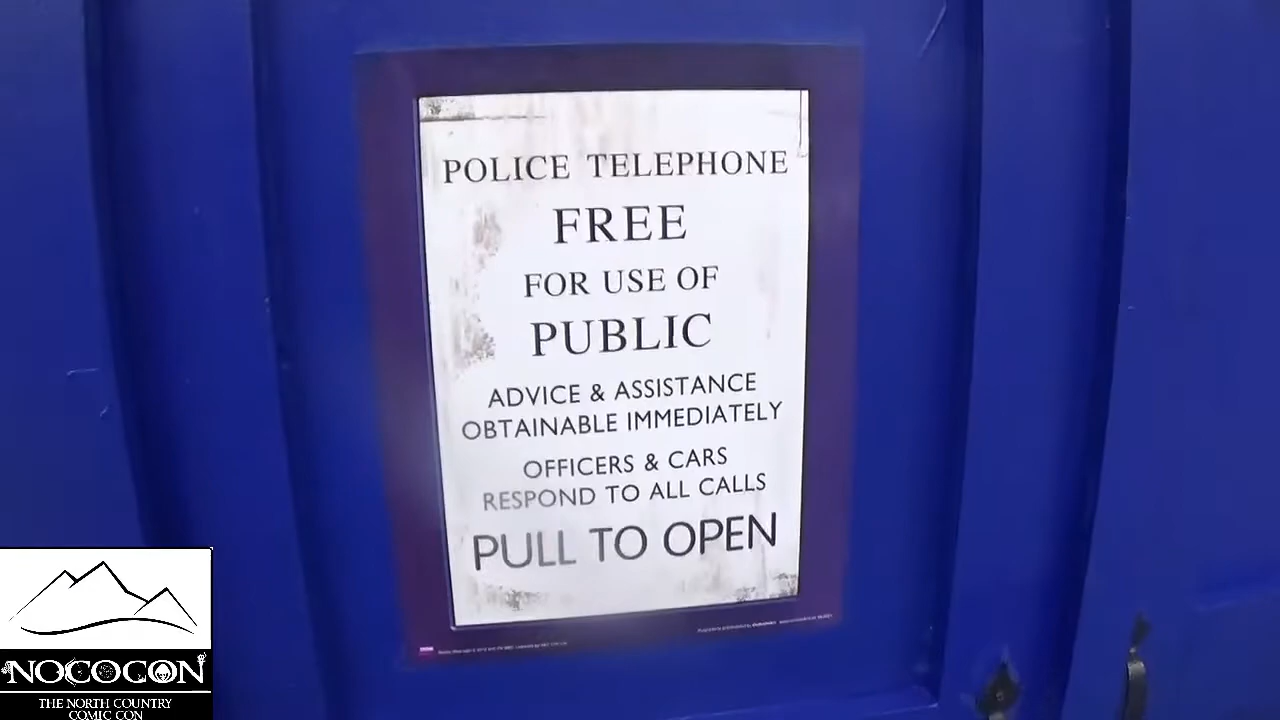 POLICE TELEPHONE
FREE
FOR USE OF
PUBLIC
ADVICE & ASSISTANCE
OBTAINABLE IMMEDIATELY
OFFICERS & CARS
RESPOND TO ALL CALLS
PULL TO OPEN
NOCOCON
THE NORTH COUNTRY
COMIC CON